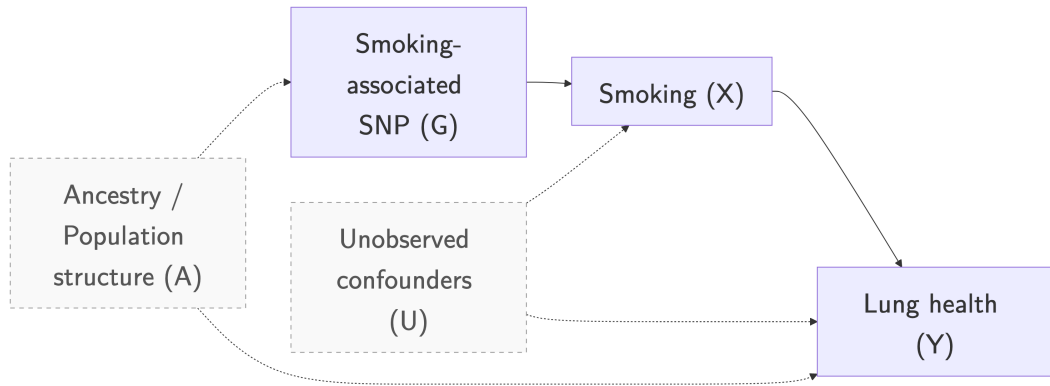 Smoking-
associated
SNP (G)
Smoking (X)
Ancestry /
Population
structure (A)
Unobserved
confounders
(U)
Lung health
(Y)